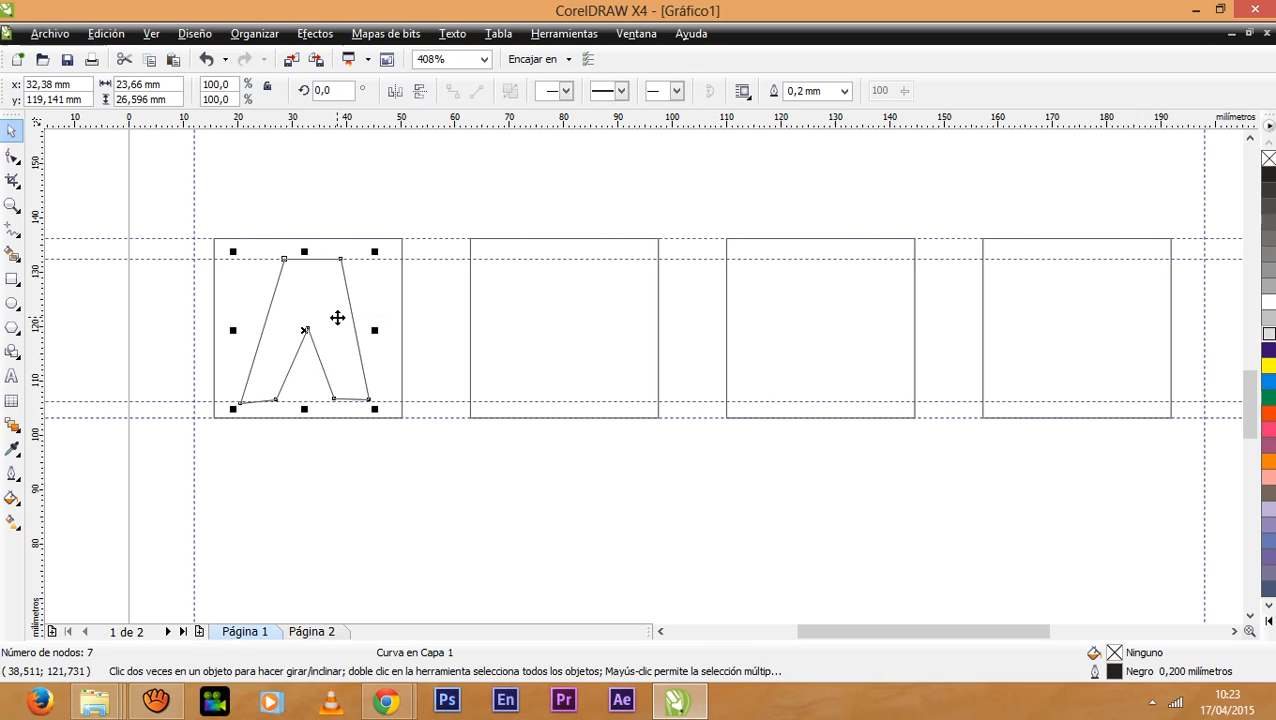 CorelDRAW X4 - [Gráfico1]
Archivo Edición Ver Diseño Organizar Efectos Mapas de bits Texto Tabla Herramientas Ventana Ayuda
408% Encajar en
x: 32,38 mm 23,66 mm 100,0 % 0,0 ° 0,2 mm 100
y: 119,141 mm 26,596 mm 100,0 %
10 0 10 20 30 40 50 60 70 80 90 100 110 120 130 140 150 160 170 180 190 milímetros
150
140
130
120
110
100
90
80
milímetros
1 de 2 Página 1 Página 2
Número de nodos: 7 Curva en Capa 1 Ninguno
( 38,511; 121,731) Clic dos veces en un objeto para hacer girar/inclinar; doble clic en la herramienta selecciona todos los objetos; Mayús-clic permite la selección múltip... Negro 0,200 milímetros
Ps En Pr Ae
10:23
17/04/2015